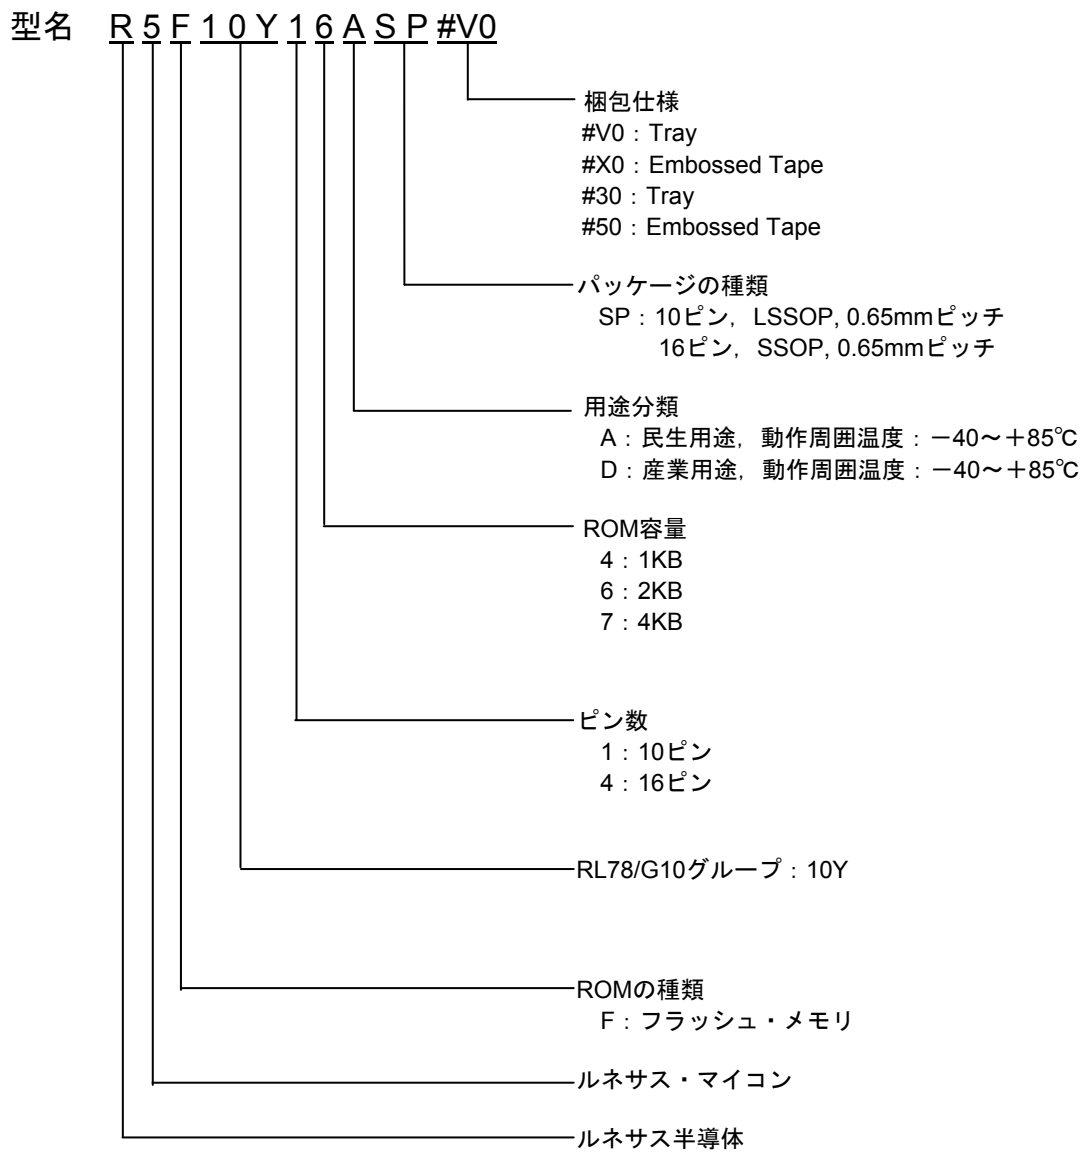 型名 R 5 F 1 0 Y 1 6 A S P #V0
梱包仕様
#V0：Tray
#X0：Embossed Tape
#30：Tray
#50：Embossed Tape
パッケージの種類
SP：10ピン，LSSOP, 0.65mmピッチ
16ピン，SSOP, 0.65mmピッチ
用途分類
A：民生用途，動作周囲温度：－40～＋85℃
D：産業用途，動作周囲温度：－40～＋85℃
ROM容量
4：1KB
6：2KB
7：4KB
ピン数
1：10ピン
4：16ピン
RL78/G10グループ：10Y
ROMの種類
F：フラッシュ・メモリ
ルネサス・マイコン
ルネサス半導体